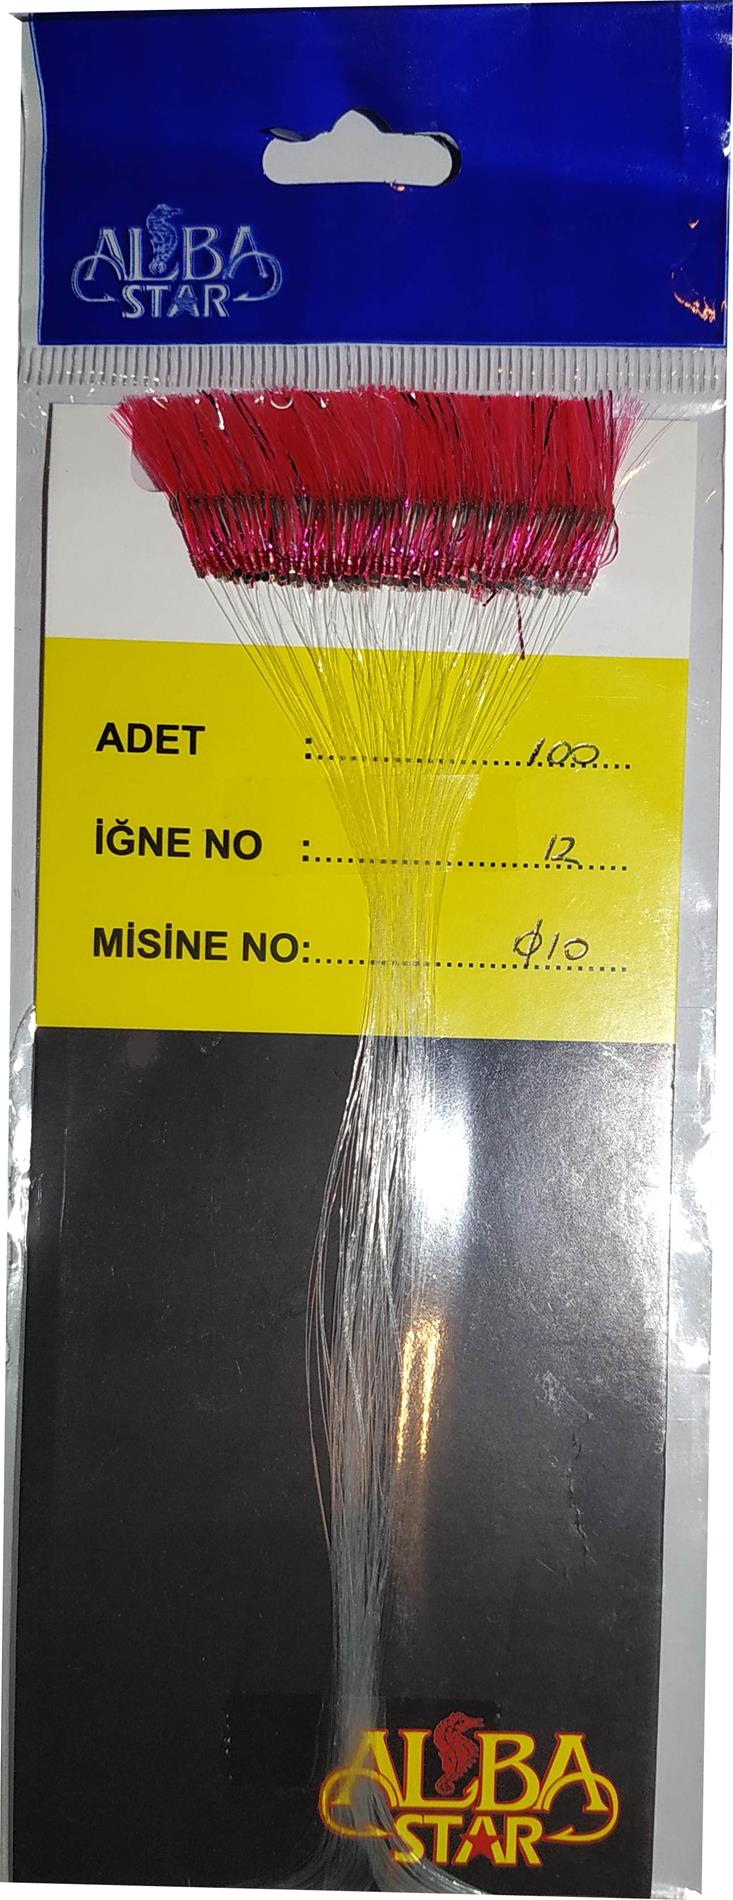 ALBA
STAR
ADET :.................. 100
İĞNE NO :.................. 12
MİSİNE NO:.................. ϕ10
ALBA
STAR